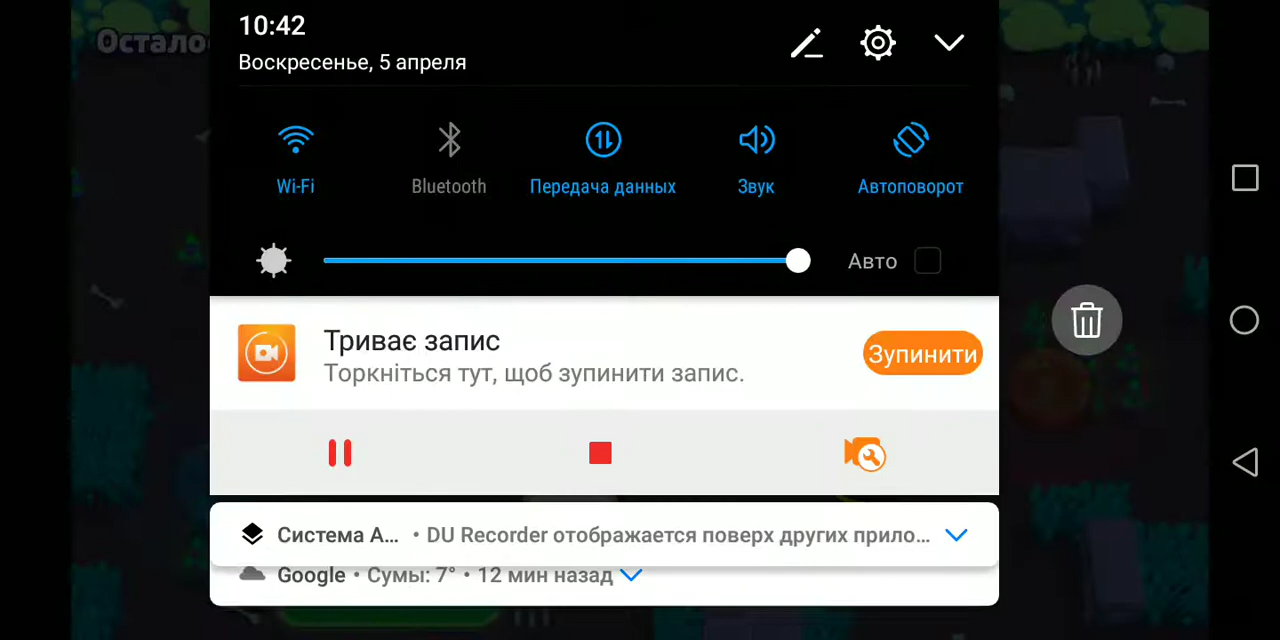 Остало
10:42
Воскресенье, 5 апреля
Wi-Fi
Bluetooth
Передача данных
Звук
Автоповорот
Авто
Триває запис
Торкніться тут, щоб зупинити запис.
Зупинити
Система A... • DU Recorder отображается поверх других прило...
Google • Сумы: 7° • 12 мин назад